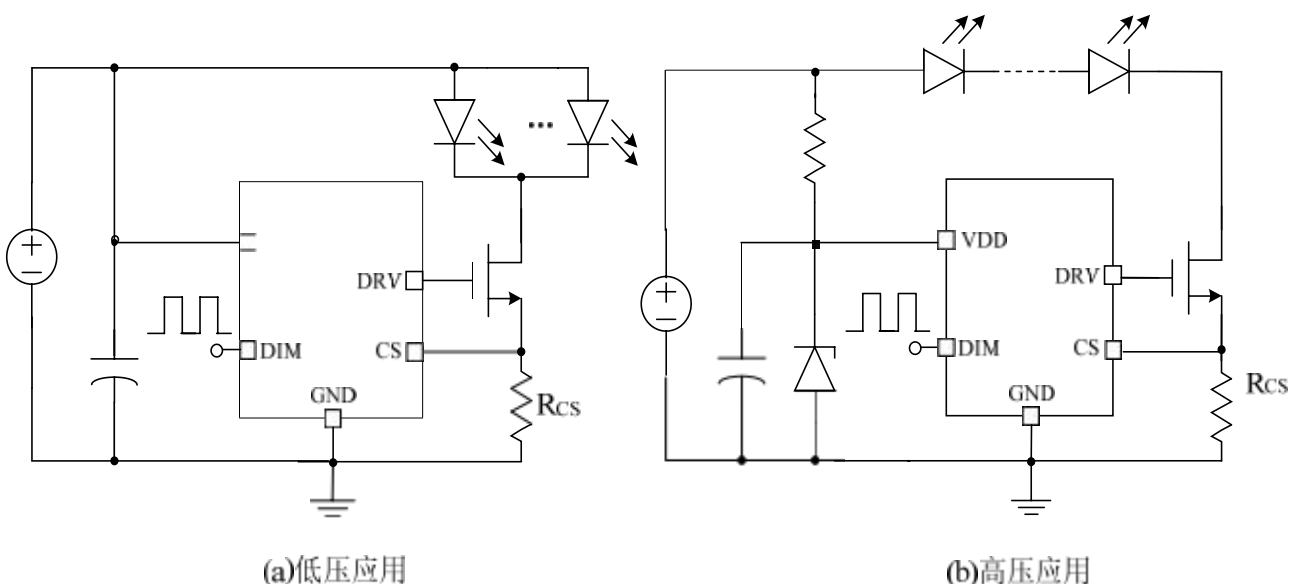 DRV
DIM
CS
GND
RCS
(a)低压应用
VDD
DRV
DIM
CS
GND
RCS
(b)高压应用